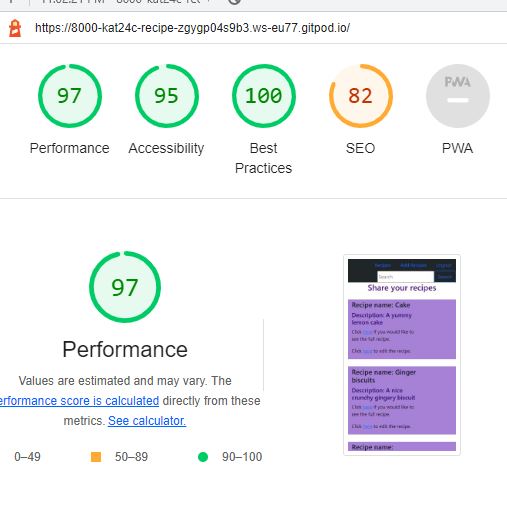 https://8000-kat24c-recipe-zgygp04s9b3.ws-eu77.gitpod.io/
97
95
100
82
PWA
Performance
Accessibility
Best
Practices
SEO
PWA
97
Performance
Values are estimated and may vary. The
erformance score is calculated directly from these
metrics. See calculator.
0–49
50–89
90–100
Recipes Add Recipes Logout
Search Search
Share your recipes
Recipe name: Cake
Description: A yummy
lemon cake
Click here if you would like to
see the full recipe.
Click here to edit the recipe.
Recipe name: Ginger
biscuits
Description: A nice
crunchy gingery biscuit
Click here if you would like to
see the full recipe.
Click here to edit the recipe.
Recipe name: